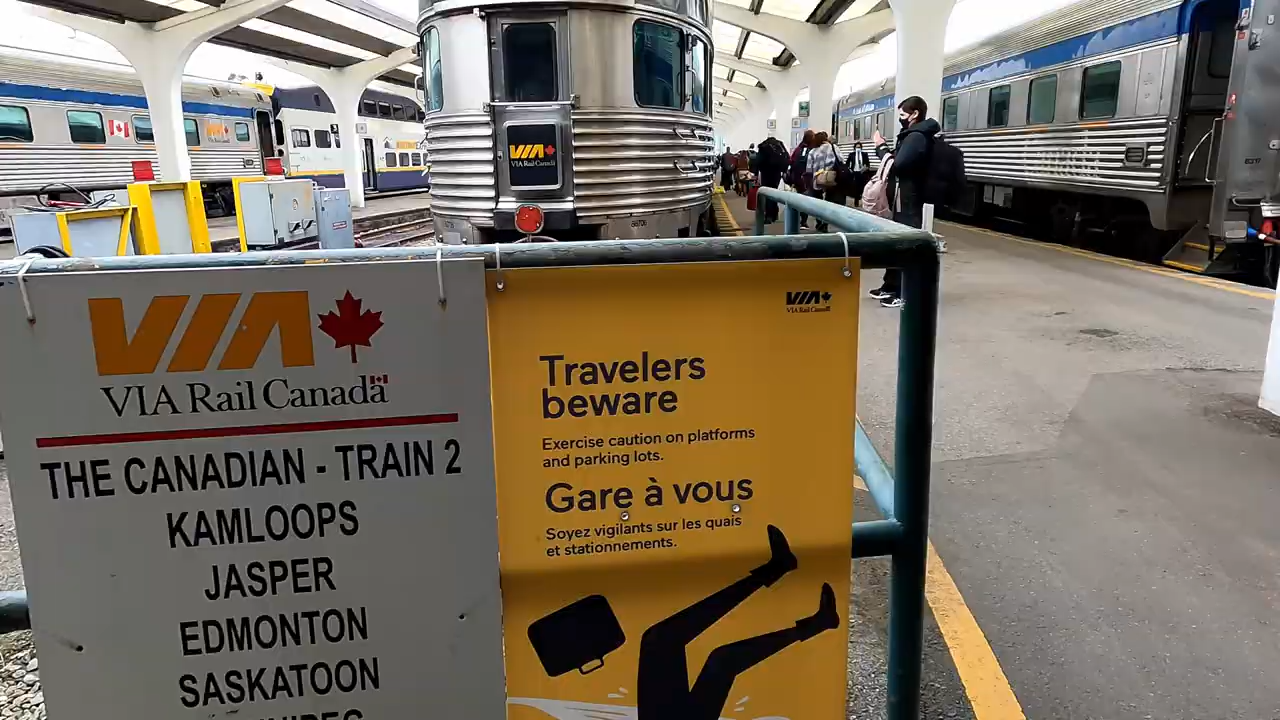 VIA
VIA Rail Canada
VIA
VIA Rail Canada
THE CANADIAN - TRAIN 2
KAMLOOPS
JASPER
EDMONTON
SASKATOON
VIA
VIA Rail Canada
Travelers
beware
Exercise caution on platforms
and parking lots.
Gare à vous
Soyez vigilants sur les quais
et stationnements.